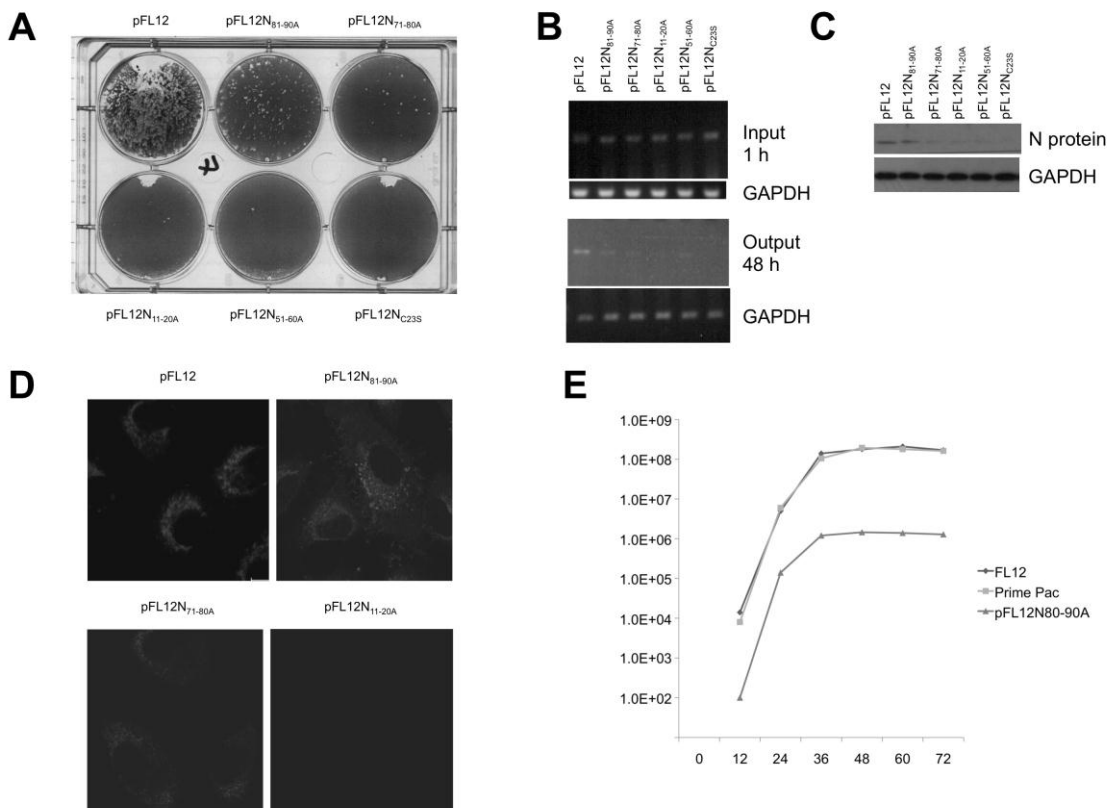 A
pFL12 pFL12N81-90A pFL12N71-80A
pFL12N11-20A pFL12N51-60A pFL12NC23S
B
pFL12
pFL12N81-90A
pFL12N71-80A
pFL12N11-20A
pFL12N51-60A
pFL12NC23S
Input
1 h
GAPDH
Output
48 h
GAPDH
C
pFL12
pFL12N81-90A
pFL12N71-80A
pFL12N11-20A
pFL12N51-60A
pFL12NC23S
N protein
GAPDH
D
pFL12 pFL12N81-90A
pFL12N71-80A pFL12N11-20A
E
1.0E+09
1.0E+08
1.0E+07
1.0E+06
1.0E+05
1.0E+04
1.0E+03
1.0E+02
0 12 24 36 48 60 72
FL12
Prime Pac
pFL12N80-90A